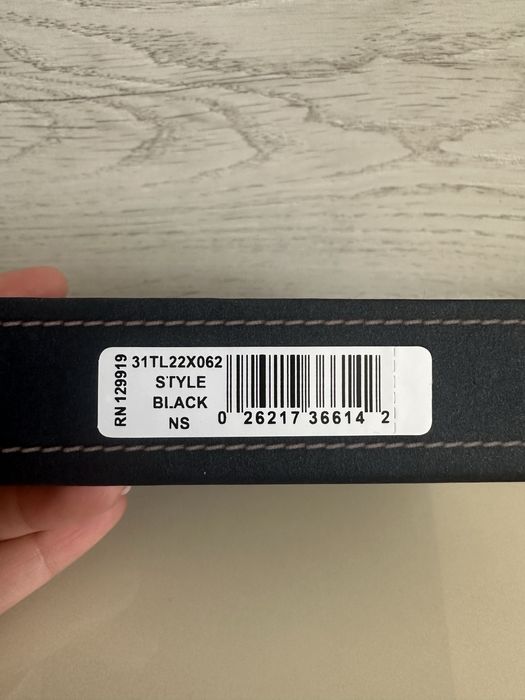 RN 129919
31TL22X062
STYLE
BLACK
NS
0 26217 36614 2